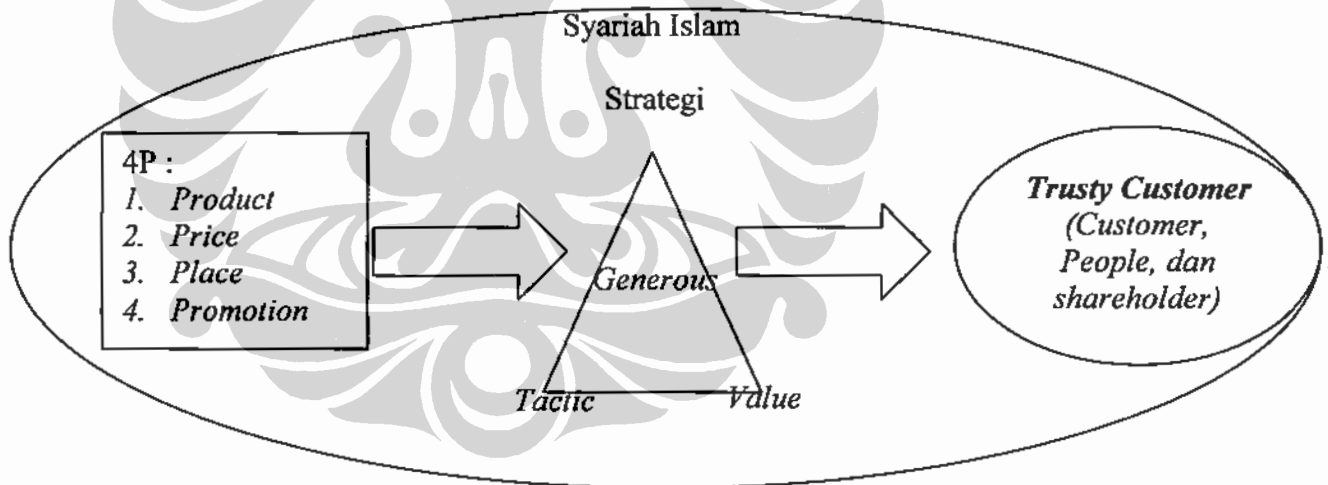 Syariah Islam
Strategi
4P :
1. Product
2. Price
3. Place
4. Promotion
Generous
Tactic
Value
Trusty Customer
(Customer,
People, dan
shareholder)